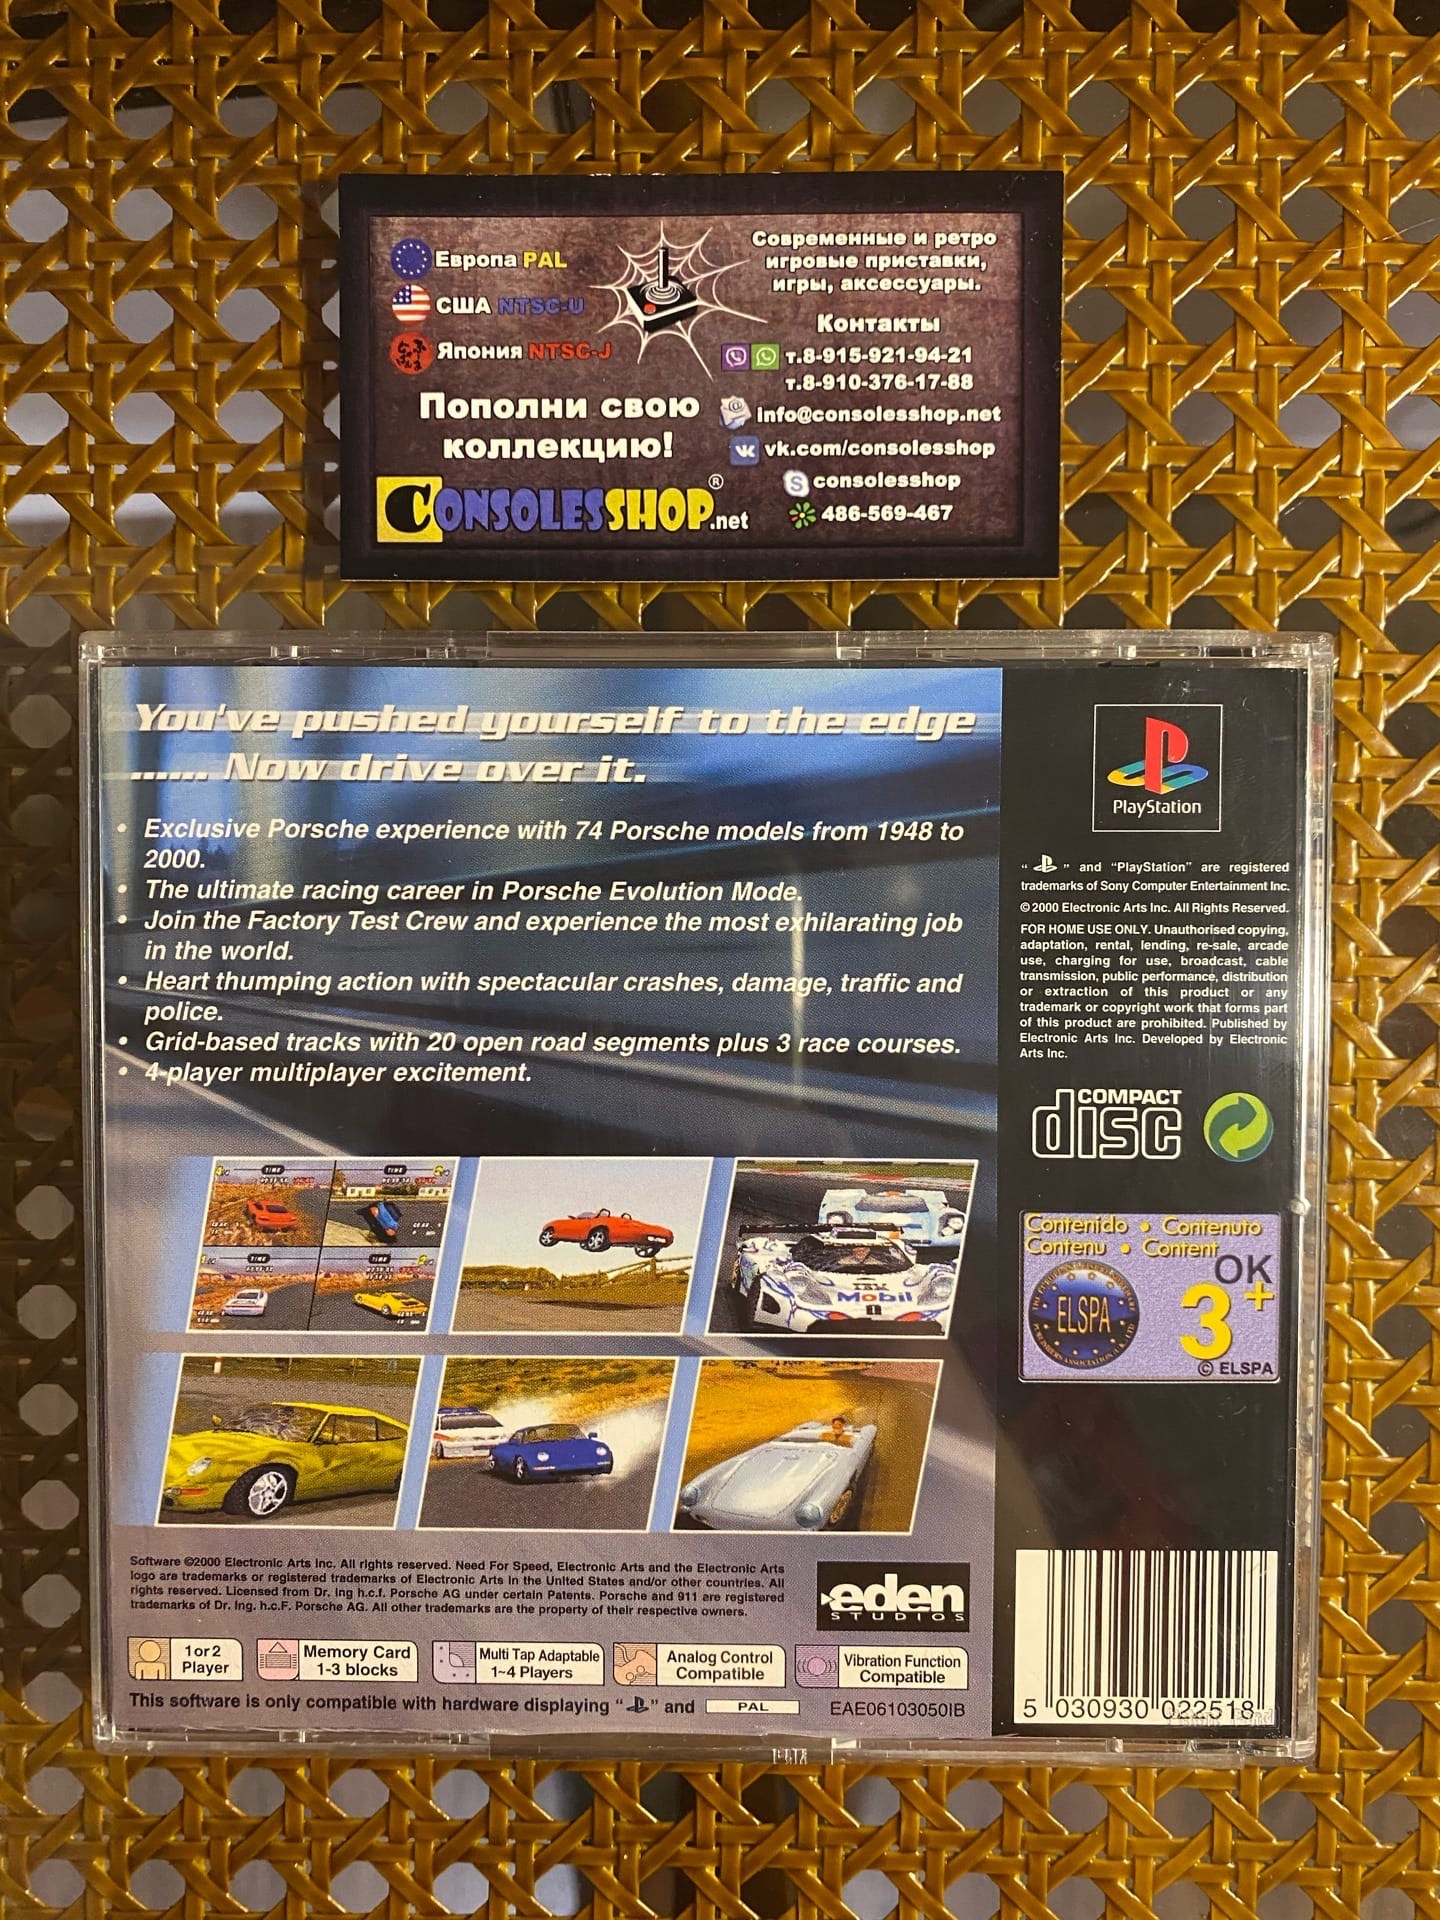 Европа PAL
США NTSC-U
Япония NTSC-J
Пополни свою
коллекцию!
CONSOLESSHOP.net
®
Современные и ретро
игровые приставки,
игры, аксессуары.
Контакты
т.8-915-921-94-21
т.8-910-376-17-88
info@consolesshop.net
vk.com/consolesshop
consolesshop
486-569-467
You've pushed yourself to the edge
...... Now drive over it.
• Exclusive Porsche experience with 74 Porsche models from 1948 to
2000.
• The ultimate racing career in Porsche Evolution Mode.
• Join the Factory Test Crew and experience the most exhilarating job
in the world.
• Heart thumping action with spectacular crashes, damage, traffic and
police.
• Grid-based tracks with 20 open road segments plus 3 race courses.
• 4-player multiplayer excitement.
TIME
TIME
TIME
TIME
Mobil
1
Software ©2000 Electronic Arts Inc. All rights reserved. Need For Speed, Electronic Arts and the Electronic Arts
logo are trademarks or registered trademarks of Electronic Arts in the United States and/or other countries. All
rights reserved. Licensed from Dr. Ing h.c.f. Porsche AG under certain Patents. Porsche and 911 are registered
trademarks of Dr. Ing. h.c.F. Porsche AG. All other trademarks are the property of their respective owners.
eden
STUDIOS
1 or 2
Player
Memory Card
1-3 blocks
Multi Tap Adaptable
1~4 Players
Analog Control
Compatible
Vibration Function
Compatible
This software is only compatible with hardware displaying " " and PAL
EAE06103050IB
PlayStation
" " and "PlayStation" are registered
trademarks of Sony Computer Entertainment Inc.
©2000 Electronic Arts Inc. All Rights Reserved.
FOR HOME USE ONLY. Unauthorised copying,
adaptation, rental, lending, re-sale, arcade
use, charging for use, broadcast, cable
transmission, public performance, distribution
or extraction of this product or any
trademark or copyright work that forms part
of this product are prohibited. Published by
Electronic Arts Inc. Developed by Electronic
Arts Inc.
COMPACT
disc
Contenido • Contenuto
Contenu • Content
OK
ELSPA
3+
© ELSPA
5 030930 022518